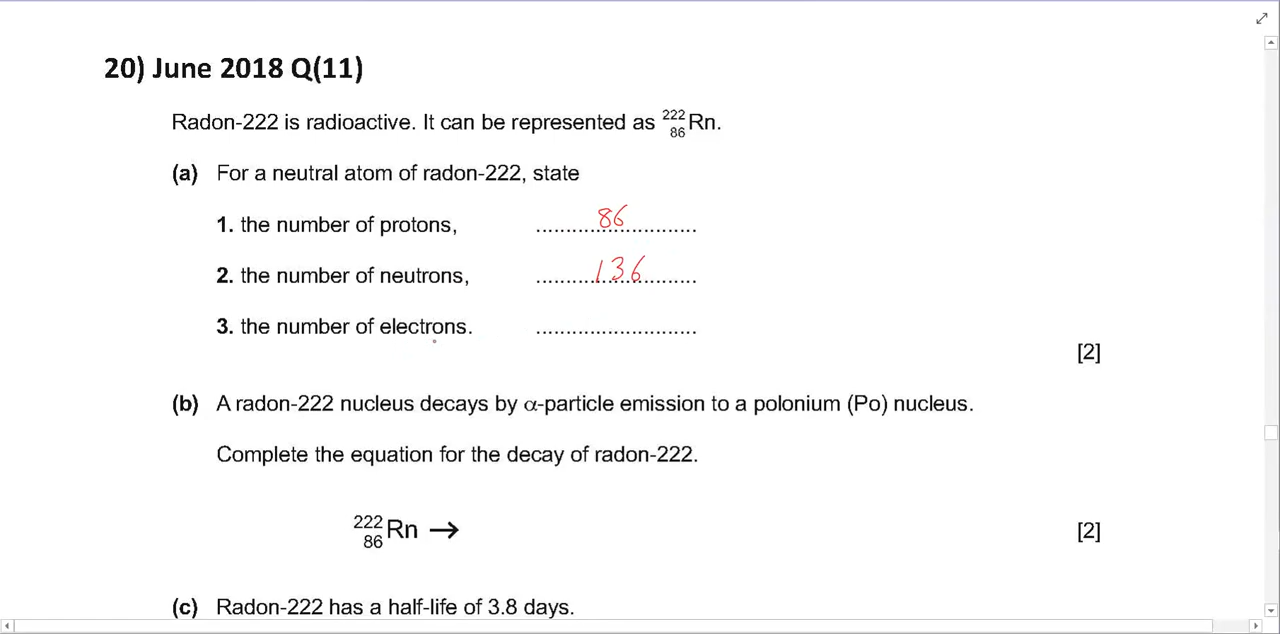 20) June 2018 Q(11)
Radon-222 is radioactive. It can be represented as ²²²₈₆Rn.
(a) For a neutral atom of radon-222, state
1. the number of protons, ........86........
2. the number of neutrons, ........136........
3. the number of electrons. ...........................
[2]
(b) A radon-222 nucleus decays by α-particle emission to a polonium (Po) nucleus.
Complete the equation for the decay of radon-222.
²²²₈₆Rn → [2]
(c) Radon-222 has a half-life of 3.8 days.